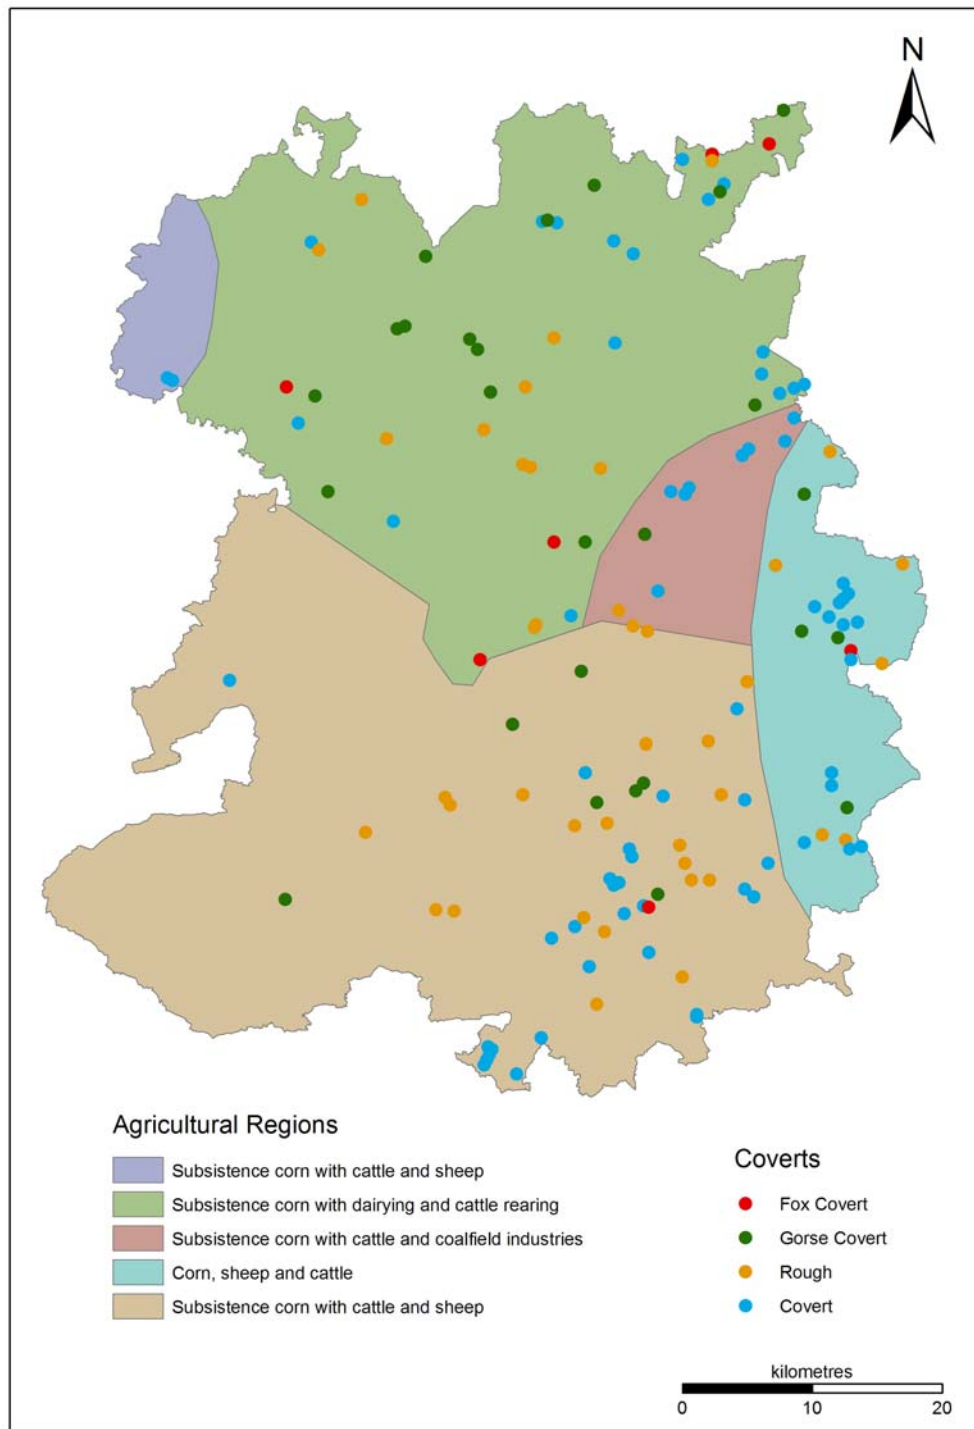 N
Agricultural Regions
Subsistence corn with cattle and sheep
Subsistence corn with dairying and cattle rearing
Subsistence corn with cattle and coalfield industries
Corn, sheep and cattle
Subsistence corn with cattle and sheep
Coverts
Fox Covert
Gorse Covert
Rough
Covert
kilometres
0 10 20